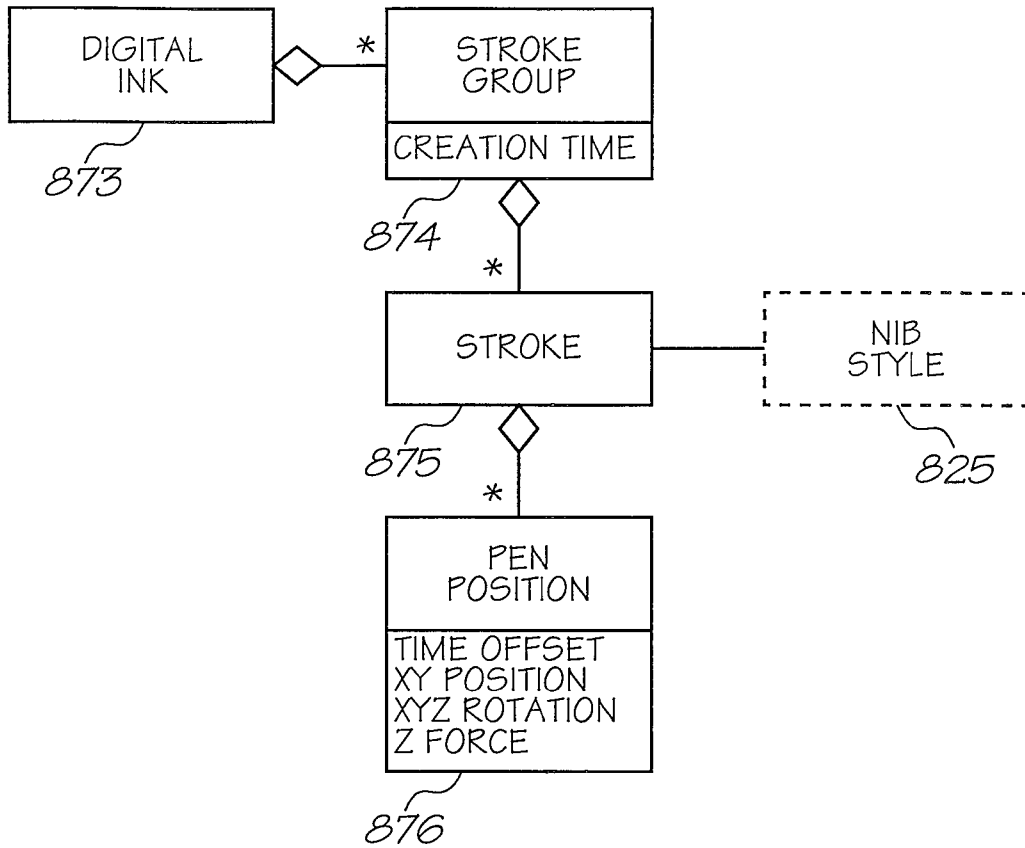 DIGITAL
INK
*
STROKE
GROUP
CREATION TIME
873
874
*
STROKE
NIB
STYLE
875
825
*
PEN
POSITION
TIME OFFSET
XY POSITION
XYZ ROTATION
Z FORCE
876